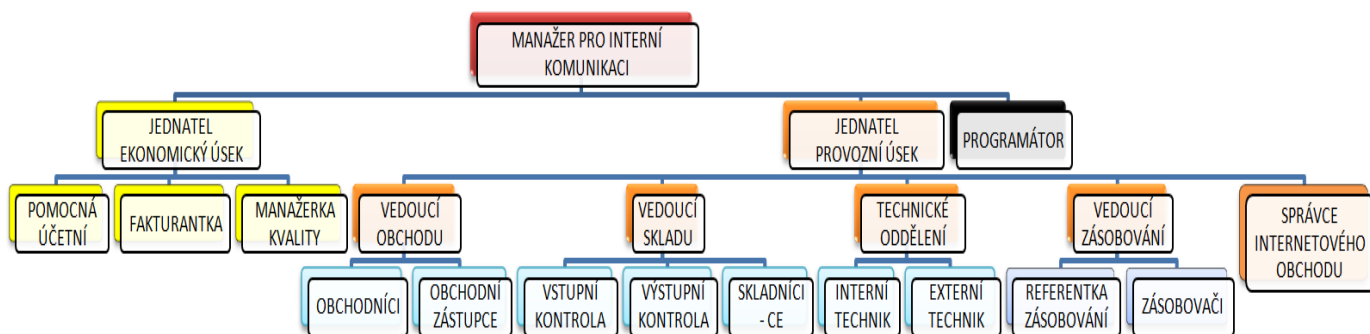 MANAŽER PRO INTERNÍ
KOMUNIKACI
JEDNATEL
EKONOMICKÝ ÚSEK
JEDNATEL
PROVOZNÍ ÚSEK
PROGRAMÁTOR
POMOCNÁ
ÚČETNÍ
FAKTURANTKA
MANAŽERKA
KVALITY
VEDOUCÍ
OBCHODU
VEDOUCÍ
SKLADU
TECHNICKÉ
ODDĚLENÍ
VEDOUCÍ
ZÁSOBOVÁNÍ
SPRÁVCE
INTERNETOVÉHO
OBCHODU
OBCHODNÍCI
OBCHODNÍ
ZÁSTUPCE
VSTUPNÍ
KONTROLA
VÝSTUPNÍ
KONTROLA
SKLADNÍCI
- CE
INTERNÍ
TECHNIK
EXTERNÍ
TECHNIK
REFERENTKA
ZÁSOBOVÁNÍ
ZÁSOBOVAČI